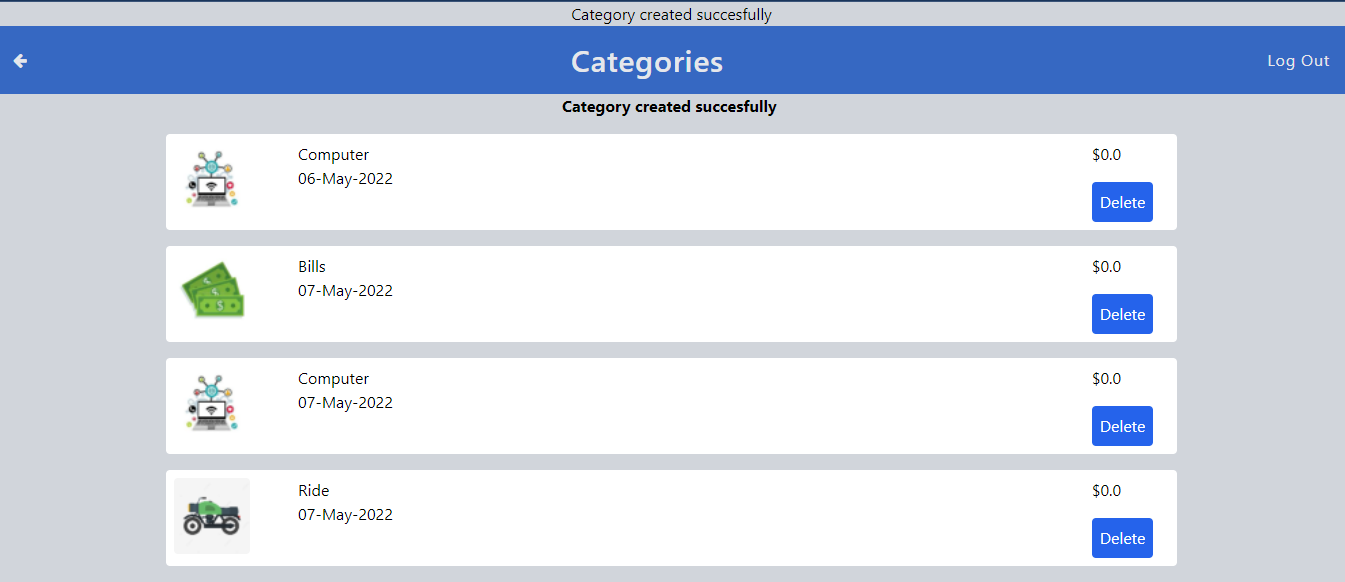 Category created succesfully
Categories
Log Out
Category created succesfully
Computer
$0.0
06-May-2022
Delete
Bills
$0.0
07-May-2022
Delete
Computer
$0.0
07-May-2022
Delete
Ride
$0.0
07-May-2022
Delete